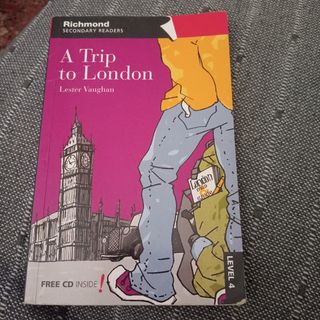 Richmond
SECONDARY READERS
A Trip
to London
Lester Vaughan
London
FREE CD INSIDE!
LEVEL 4